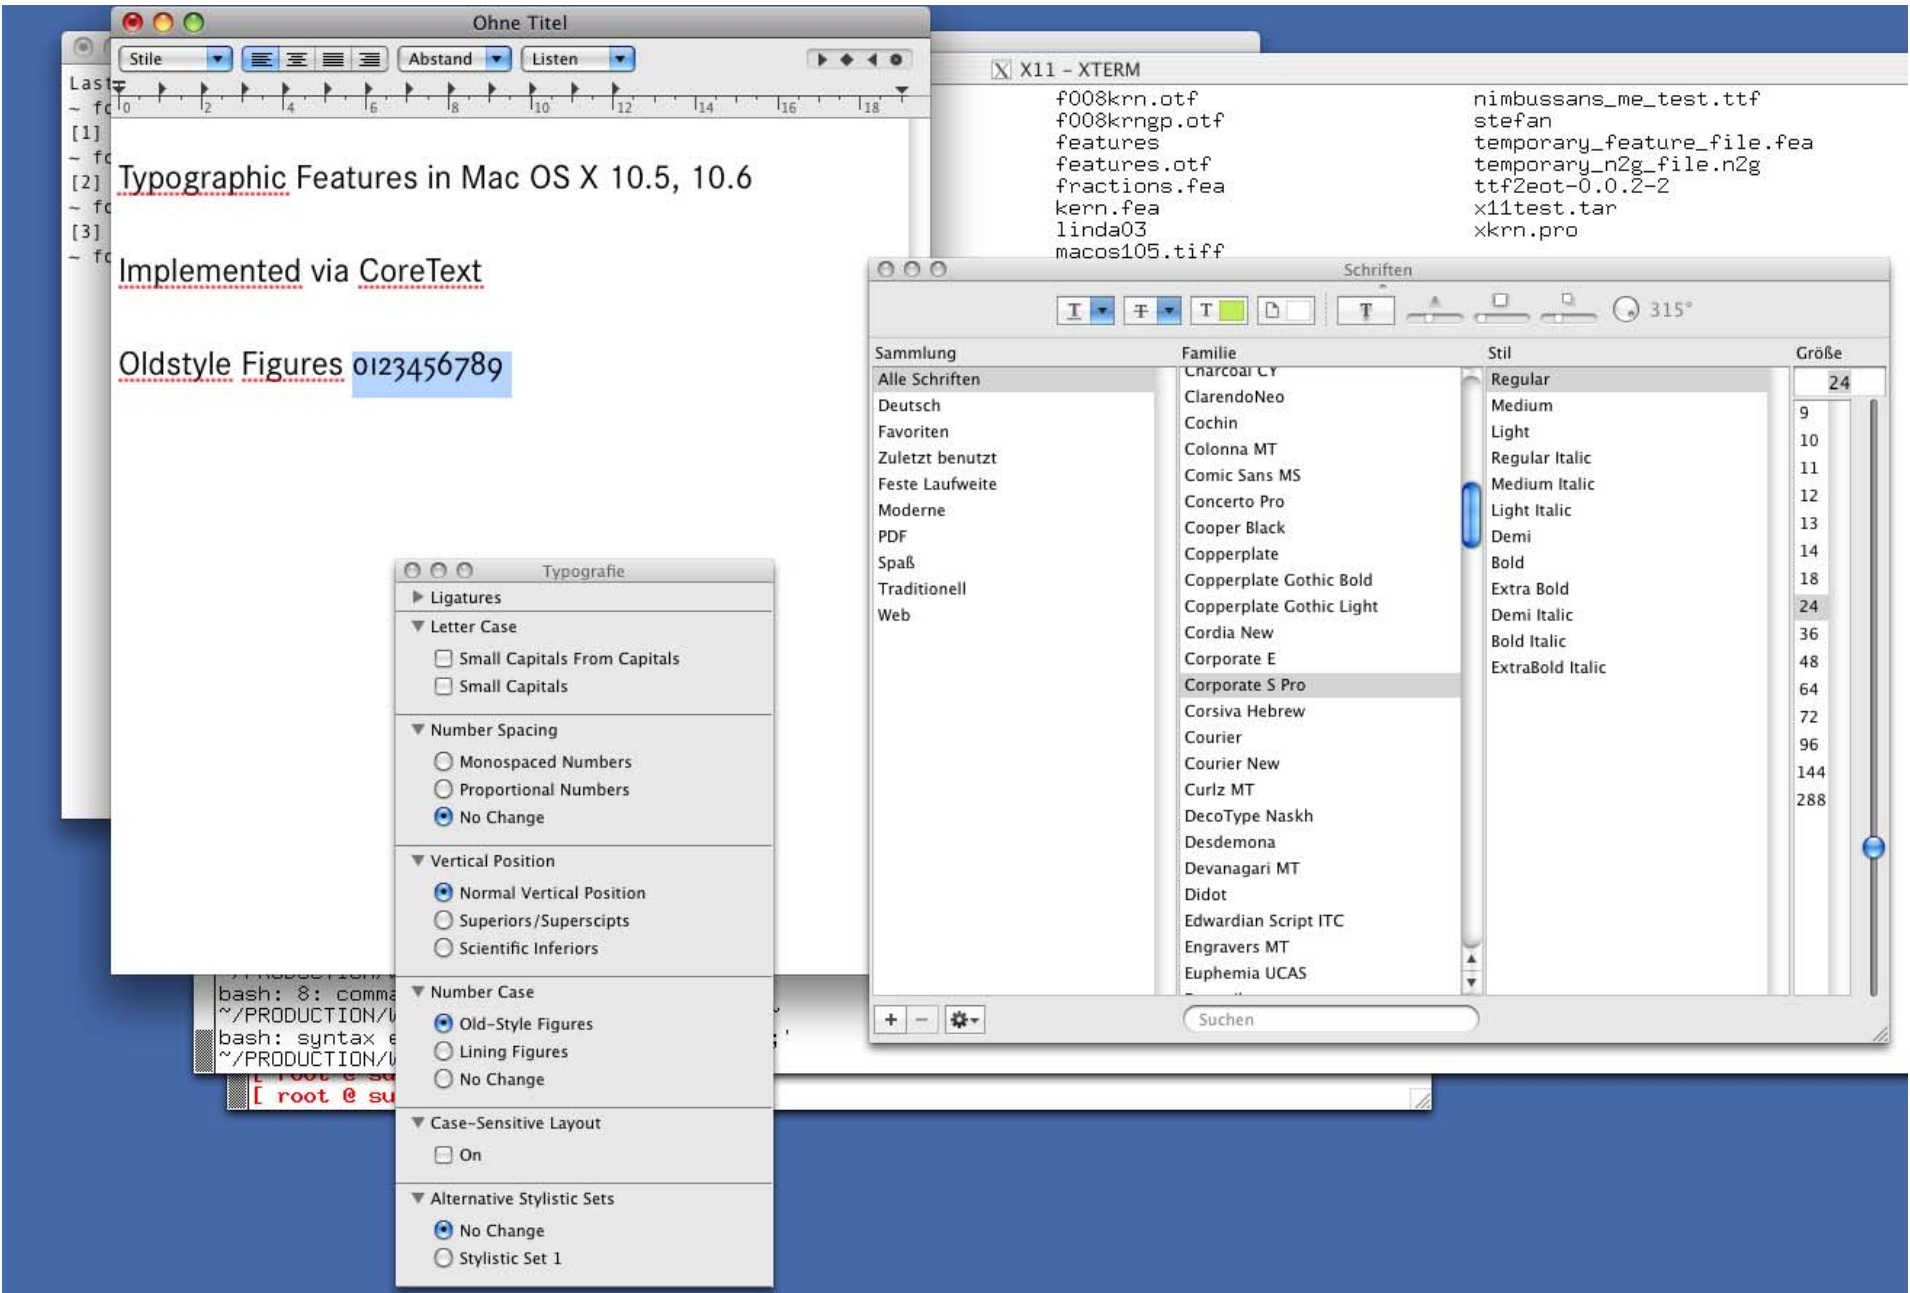 Ohne Titel
Stile Abstand Listen
0 2 4 6 8 10 12 14 16 18
Last
[1]
[2]
[3]
Typographic Features in Mac OS X 10.5, 10.6
Implemented via CoreText
Oldstyle Figures 0123456789
X11 – XTERM
f008krn.otf nimbussans_me_test.ttf
f008krngp.otf stefan
features temporary_feature_file.fea
features.otf temporary_n2g_file.n2g
fractions.fea ttf2eot-0.0.2-2
kern.fea x11test.tar
linda03 xkrn.pro
macos105.tiff
Schriften
315°
Sammlung
Alle Schriften
Deutsch
Favoriten
Zuletzt benutzt
Feste Laufweite
Moderne
PDF
Spaß
Traditionell
Web
Familie
Charcoal CY
ClarendoNeo
Cochin
Colonna MT
Comic Sans MS
Concerto Pro
Cooper Black
Copperplate
Copperplate Gothic Bold
Copperplate Gothic Light
Cordia New
Corporate E
Corporate S Pro
Corsiva Hebrew
Courier
Courier New
Curlz MT
DecoType Naskh
Desdemona
Devanagari MT
Didot
Edwardian Script ITC
Engravers MT
Euphemia UCAS
Stil
Regular
Medium
Light
Regular Italic
Medium Italic
Light Italic
Demi
Bold
Extra Bold
Demi Italic
Bold Italic
ExtraBold Italic
Größe
24
9
10
11
12
13
14
18
24
36
48
64
72
96
144
288
Suchen
Typografie
Ligatures
Letter Case
Small Capitals From Capitals
Small Capitals
Number Spacing
Monospaced Numbers
Proportional Numbers
No Change
Vertical Position
Normal Vertical Position
Superiors/Superscipts
Scientific Inferiors
Number Case
Old-Style Figures
Lining Figures
No Change
Case-Sensitive Layout
On
Alternative Stylistic Sets
No Change
Stylistic Set 1
bash: 8: comma
~/PRODUCTION/
bash: syntax e
~/PRODUCTION/
[ root @ su